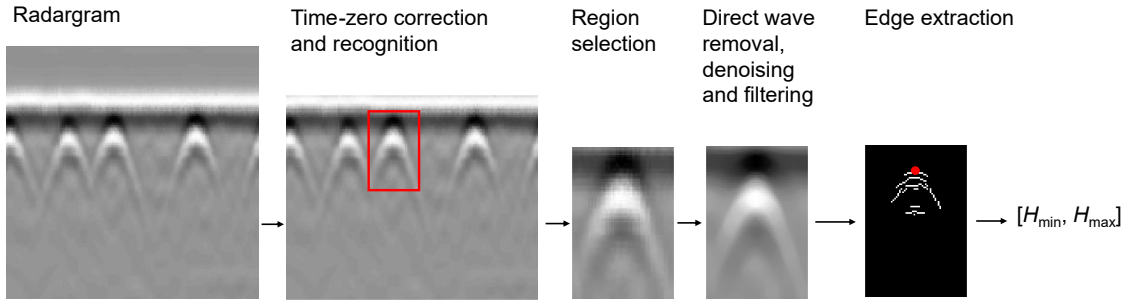 Radargram
Time-zero correction
and recognition
Region
selection
Direct wave
removal,
denoising
and filtering
Edge extraction
[Hmin, Hmax]